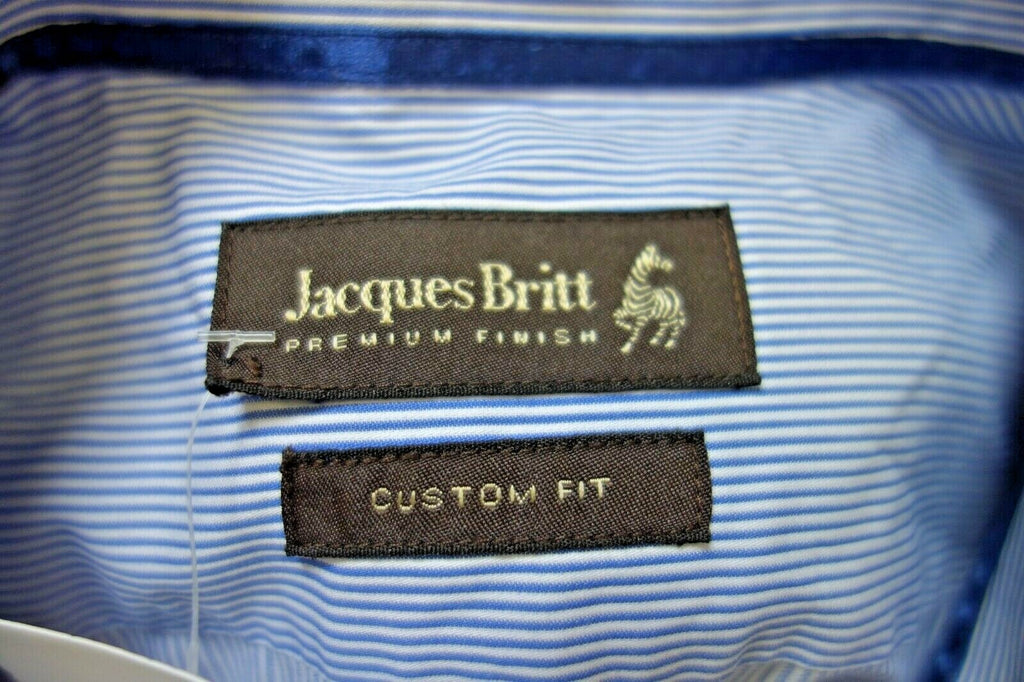 Jacques Britt
PREMIUM FINISH
CUSTOM FIT